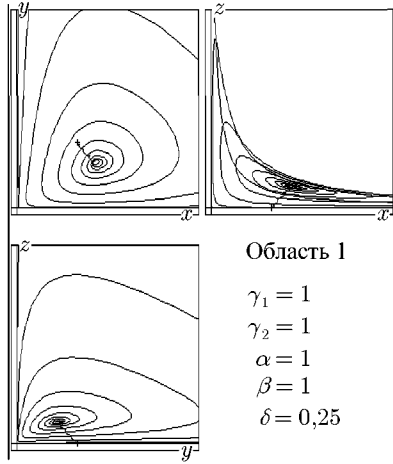 y
x
z
x
z
y
Область 1
γ₁ = 1
γ₂ = 1
α = 1
β = 1
δ = 0,25